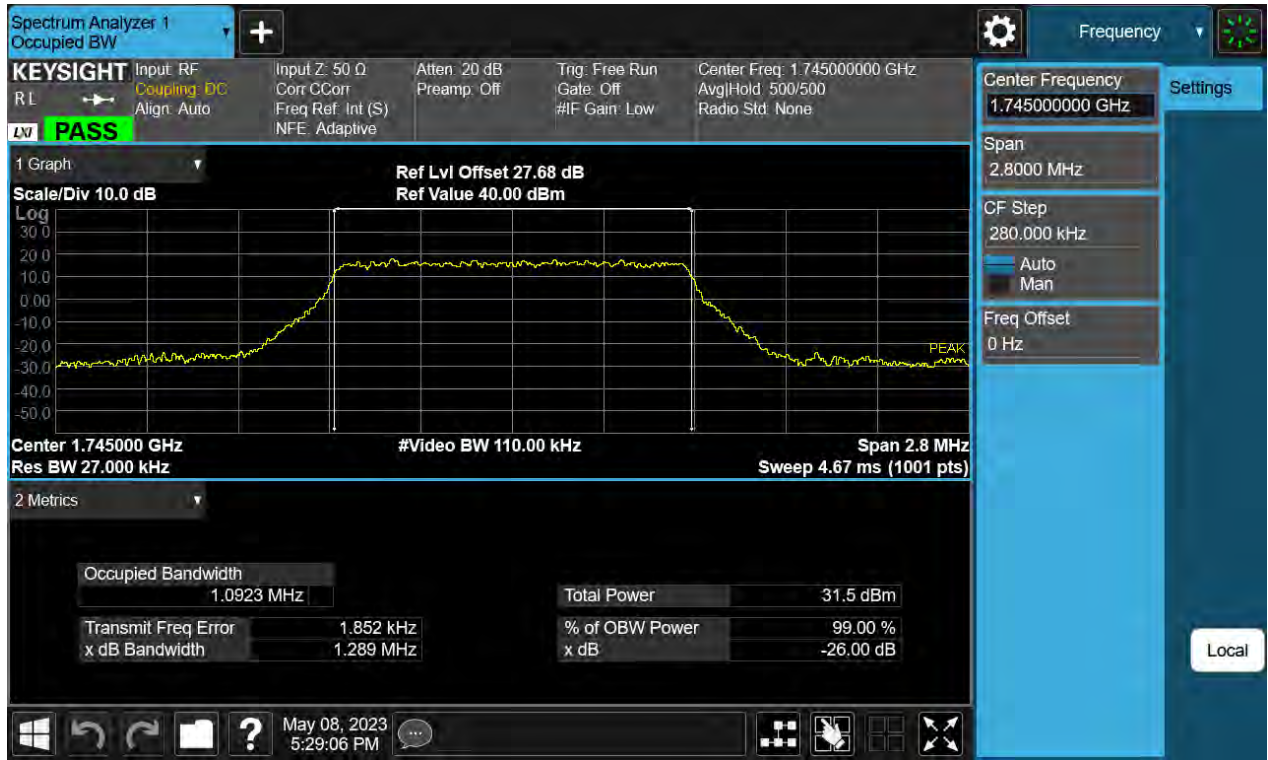 Spectrum Analyzer 1
Occupied BW
+
Frequency
KEYSIGHT
RL
LXI
PASS
Input: RF
Coupling: DC
Align: Auto
Input Z: 50 Ω
Corr CCorr
Freq Ref: Int (S)
NFE: Adaptive
Atten: 20 dB
Preamp: Off
Trig: Free Run
Gate: Off
#IF Gain: Low
Center Freq: 1.745000000 GHz
Avg|Hold: 500/500
Radio Std: None
1 Graph
Scale/Div 10.0 dB
Ref Lvl Offset 27.68 dB
Ref Value 40.00 dBm
Log
30.0
20.0
10.0
0.00
-10.0
-20.0
-30.0
-40.0
-50.0
PEAK
Center 1.745000 GHz
#Video BW 110.00 kHz
Span 2.8 MHz
Res BW 27.000 kHz
Sweep 4.67 ms (1001 pts)
2 Metrics
Occupied Bandwidth
1.0923 MHz
Total Power 31.5 dBm
Transmit Freq Error 1.852 kHz
% of OBW Power 99.00 %
x dB Bandwidth 1.289 MHz
x dB -26.00 dB
Center Frequency
1.745000000 GHz
Settings
Span
2.8000 MHz
CF Step
280.000 kHz
Auto
Man
Freq Offset
0 Hz
Local
?
May 08, 2023
5:29:06 PM